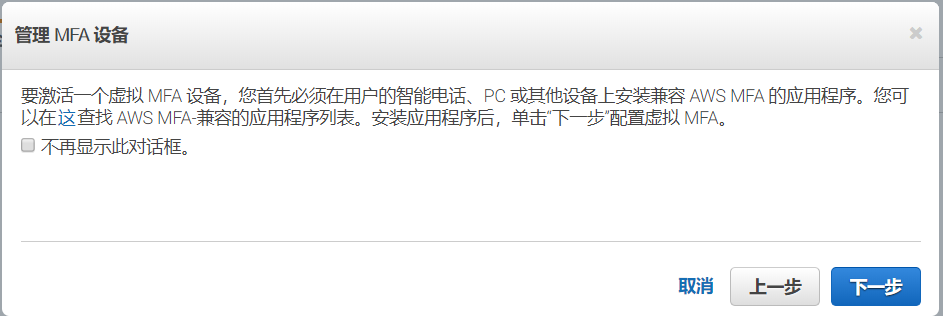 管理 MFA 设备
要激活一个虚拟 MFA 设备，您首先必须在用户的智能电话、PC 或其他设备上安装兼容 AWS MFA 的应用程序。您可
以在这查找 AWS MFA-兼容的应用程序列表。安装应用程序后，单击“下一步”配置虚拟 MFA。
不再显示此对话框。
取消 上一步 下一步